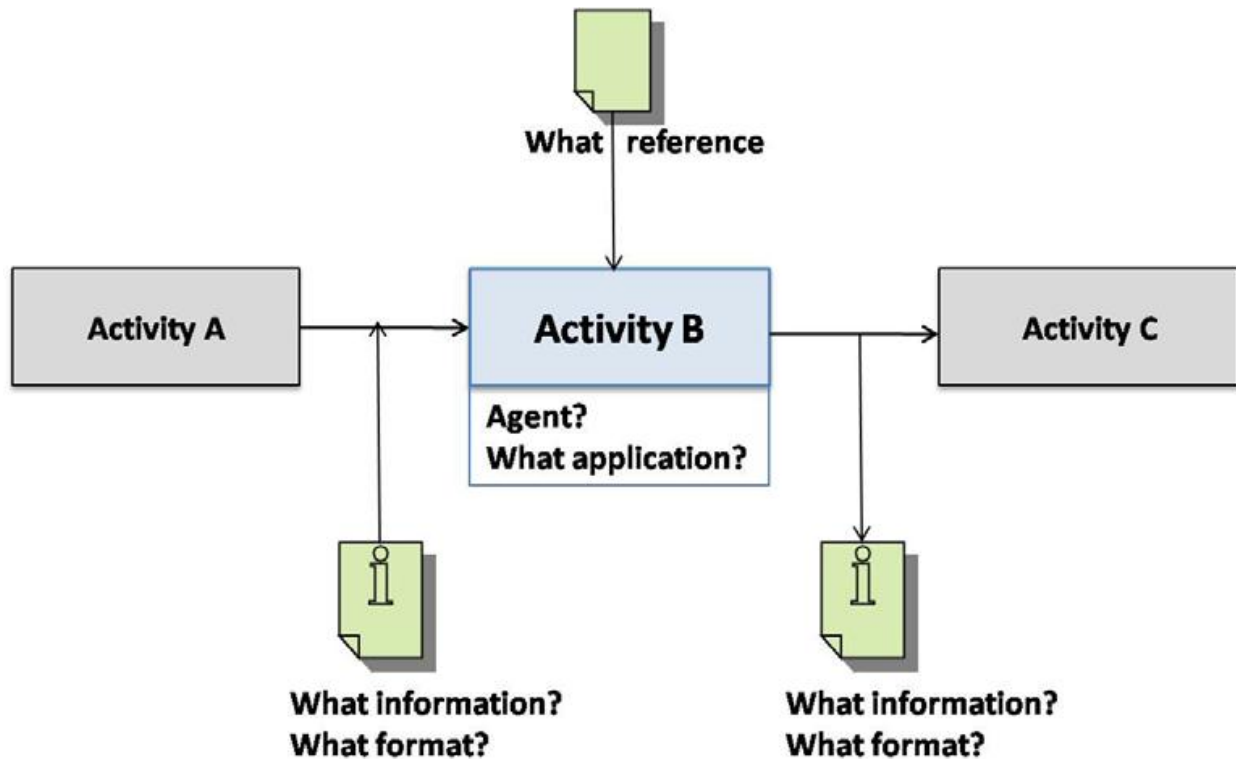 What reference
Activity A
Activity B
Activity C
Agent?
What application?
i
i
What information?
What format?
What information?
What format?